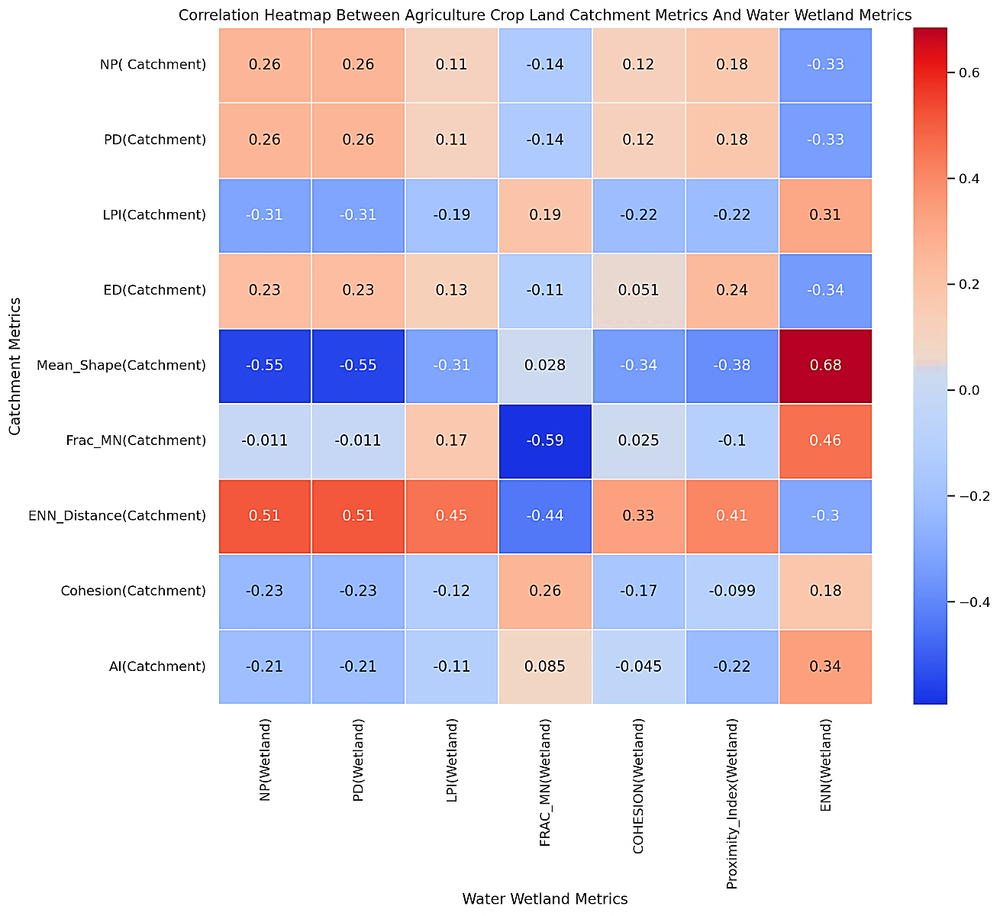 Correlation Heatmap Between Agriculture Crop Land Catchment Metrics And Water Wetland Metrics
NP( Catchment) 0.26 0.26 0.11 -0.14 0.12 0.18 -0.33
PD(Catchment) 0.26 0.26 0.11 -0.14 0.12 0.18 -0.33
LPI(Catchment) -0.31 -0.31 -0.19 0.19 -0.22 -0.22 0.31
ED(Catchment) 0.23 0.23 0.13 -0.11 0.051 0.24 -0.34
Mean_Shape(Catchment) -0.55 -0.55 -0.31 0.028 -0.34 -0.38 0.68
Frac_MN(Catchment) -0.011 -0.011 0.17 -0.59 0.025 -0.1 0.46
ENN_Distance(Catchment) 0.51 0.51 0.45 -0.44 0.33 0.41 -0.3
Cohesion(Catchment) -0.23 -0.23 -0.12 0.26 -0.17 -0.099 0.18
AI(Catchment) -0.21 -0.21 -0.11 0.085 -0.045 -0.22 0.34
Catchment Metrics
NP(Wetland)
PD(Wetland)
LPI(Wetland)
FRAC_MN(Wetland)
COHESION(Wetland)
Proximity_Index(Wetland)
ENN(Wetland)
Water Wetland Metrics
0.6
0.4
0.2
0.0
−0.2
−0.4